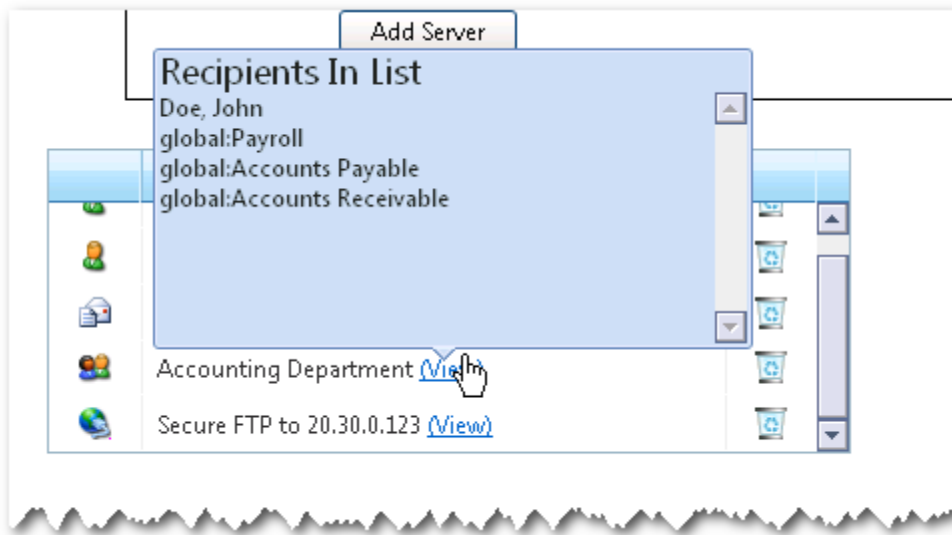 Add Server
Recipients In List
Doe, John
global:Payroll
global:Accounts Payable
global:Accounts Receivable
Accounting Department (View)
Secure FTP to 20.30.0.123 (View)